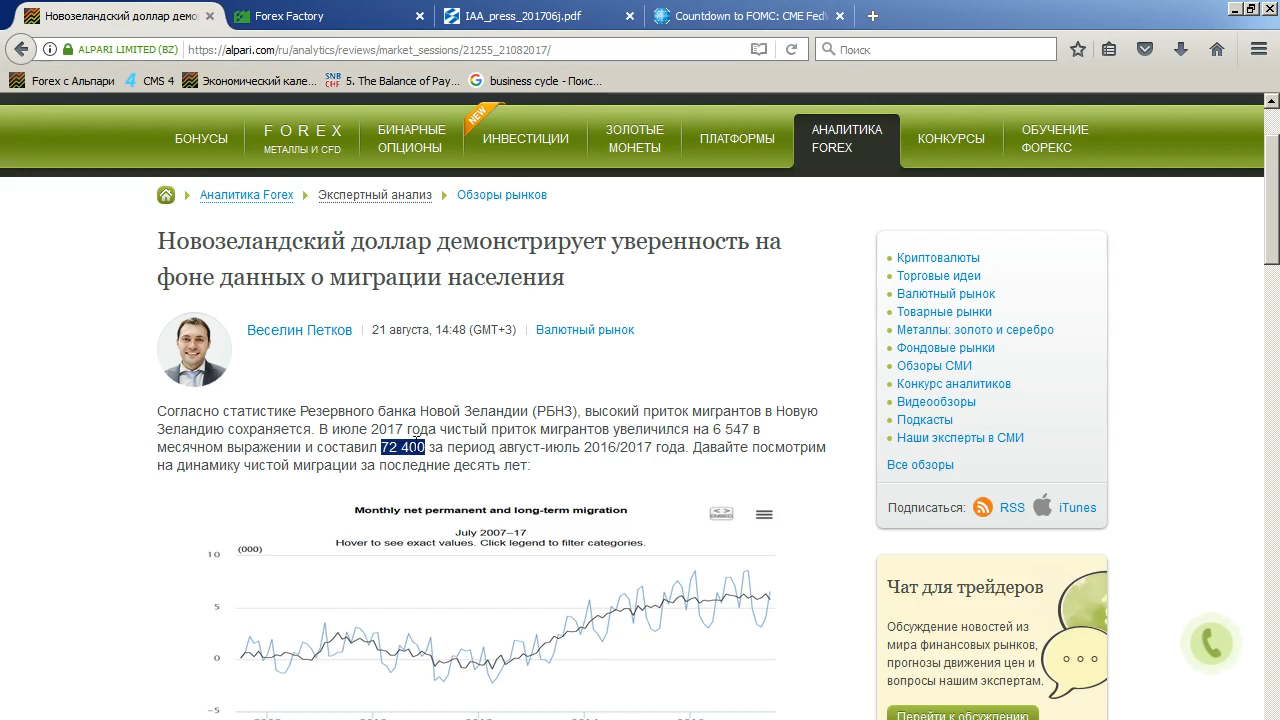 Новозеландский доллар демо...
Forex Factory
IAA_press_201706j.pdf
Countdown to FOMC: CME FedV
ALPARI LIMITED (BZ)
https://alpari.com/ru/analytics/reviews/market_sessions/21255_21082017/
Поиск
Forex с Альпари
4 CMS 4
Экономический кале...
SNB CHF 5. The Balance of Pay...
business cycle - Поис...
БОНУСЫ
FOREX
МЕТАЛЛЫ И CFD
БИНАРНЫЕ
ОПЦИОНЫ
NEW
ИНВЕСТИЦИИ
ЗОЛОТЫЕ
МОНЕТЫ
ПЛАТФОРМЫ
АНАЛИТИКА
FOREX
КОНКУРСЫ
ОБУЧЕНИЕ
ФОРЕКС
Аналитика Forex
Экспертный анализ
Обзоры рынков
Новозеландский доллар демонстрирует уверенность на
фоне данных о миграции населения
Веселин Петков
21 августа, 14:48 (GMT+3)
Валютный рынок
Согласно статистике Резервного банка Новой Зеландии (РБНЗ), высокий приток мигрантов в Новую
Зеландию сохраняется. В июле 2017 года чистый приток мигрантов увеличился на 6 547 в
месячном выражении и составил 72 400 за период август-июль 2016/2017 года. Давайте посмотрим
на динамику чистой миграции за последние десять лет:
Monthly net permanent and long-term migration
July 2007–17
Hover to see exact values. Click legend to filter categories.
(000)
10
5
0
−5
Криптовалюты
Торговые идеи
Валютный рынок
Товарные рынки
Металлы: золото и серебро
Фондовые рынки
Обзоры СМИ
Конкурс аналитиков
Видеообзоры
Подкасты
Наши эксперты в СМИ
Все обзоры
Подписаться:
RSS
iTunes
Чат для трейдеров
Обсуждение новостей из
мира финансовых рынков,
прогнозы движения цен и
вопросы нашим экспертам.
Перейти к обсуждению